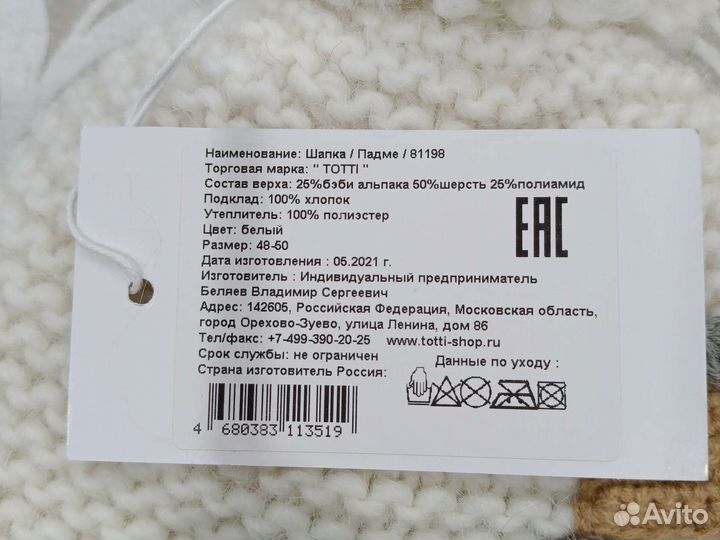 Наименование: Шапка / Падме / 81198
Торговая марка: " TOTTI "
Состав верха: 25%бэби альпака 50%шерсть 25%полиамид
Подклад: 100% хлопок
Утеплитель: 100% полиэстер
Цвет: белый
Размер: 48-50
Дата изготовления : 05.2021 г.
Изготовитель : Индивидуальный предприниматель
Беляев Владимир Сергеевич
Адрес: 142605, Российская Федерация, Московская область,
город Орехово-Зуево, улица Ленина, дом 86
Тел/факс: +7-499-390-20-25 www.totti-shop.ru
Срок службы: не ограничен
Страна изготовитель Россия:
Данные по уходу :
EAC
4 680383 113519
Avito